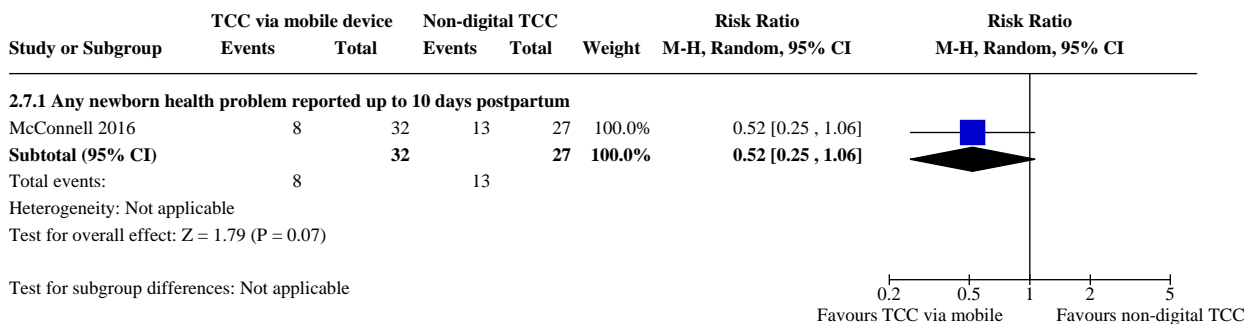 TCC via mobile device Non-digital TCC Risk Ratio Risk Ratio
Study or Subgroup Events Total Events Total Weight M-H, Random, 95% CI M-H, Random, 95% CI
2.7.1 Any newborn health problem reported up to 10 days postpartum
McConnell 2016 8 32 13 27 100.0% 0.52 [0.25 , 1.06]
Subtotal (95% CI) 32 27 100.0% 0.52 [0.25 , 1.06]
Total events: 8 13
Heterogeneity: Not applicable
Test for overall effect: Z = 1.79 (P = 0.07)
Test for subgroup differences: Not applicable
0.2 0.5 1 2 5
Favours TCC via mobile Favours non-digital TCC